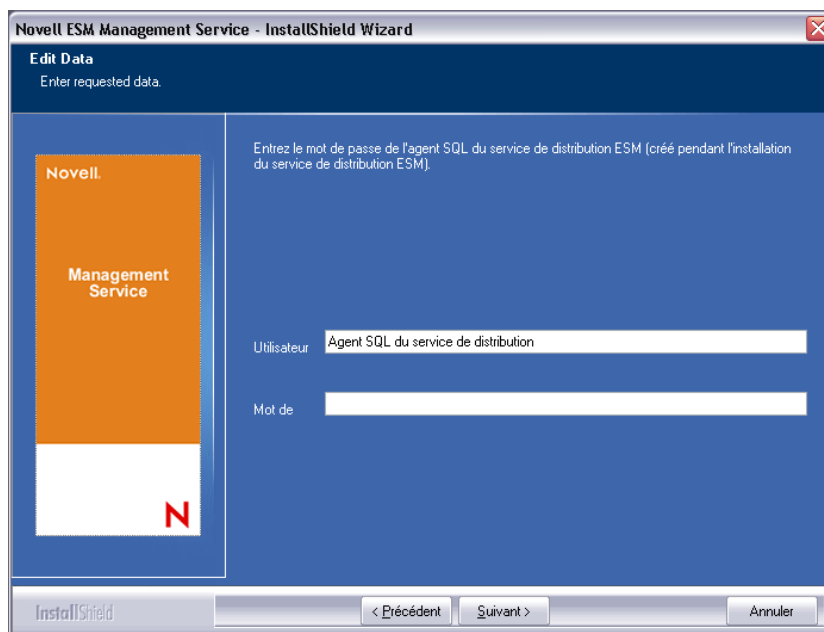 Novell ESM Management Service - InstallShield Wizard
Edit Data
Enter requested data.
Novell.
Management
Service
N
Entrez le mot de passe de l'agent SQL du service de distribution ESM (créé pendant l'installation
du service de distribution ESM).
Utilisateur
Agent SQL du service de distribution
Mot de
InstallShield
< Précédent
Suivant >
Annuler